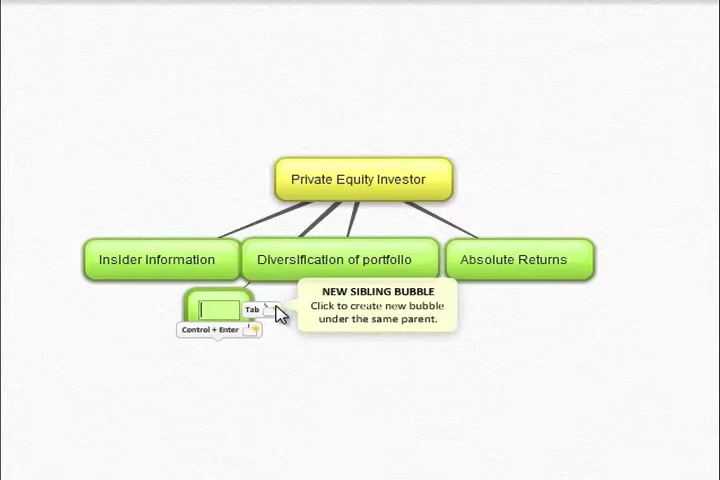 Private Equity Investor
Insider Information
Diversification of portfolio
Absolute Returns
NEW SIBLING BUBBLE
Click to create new bubble
under the same parent.
Tab
Control + Enter